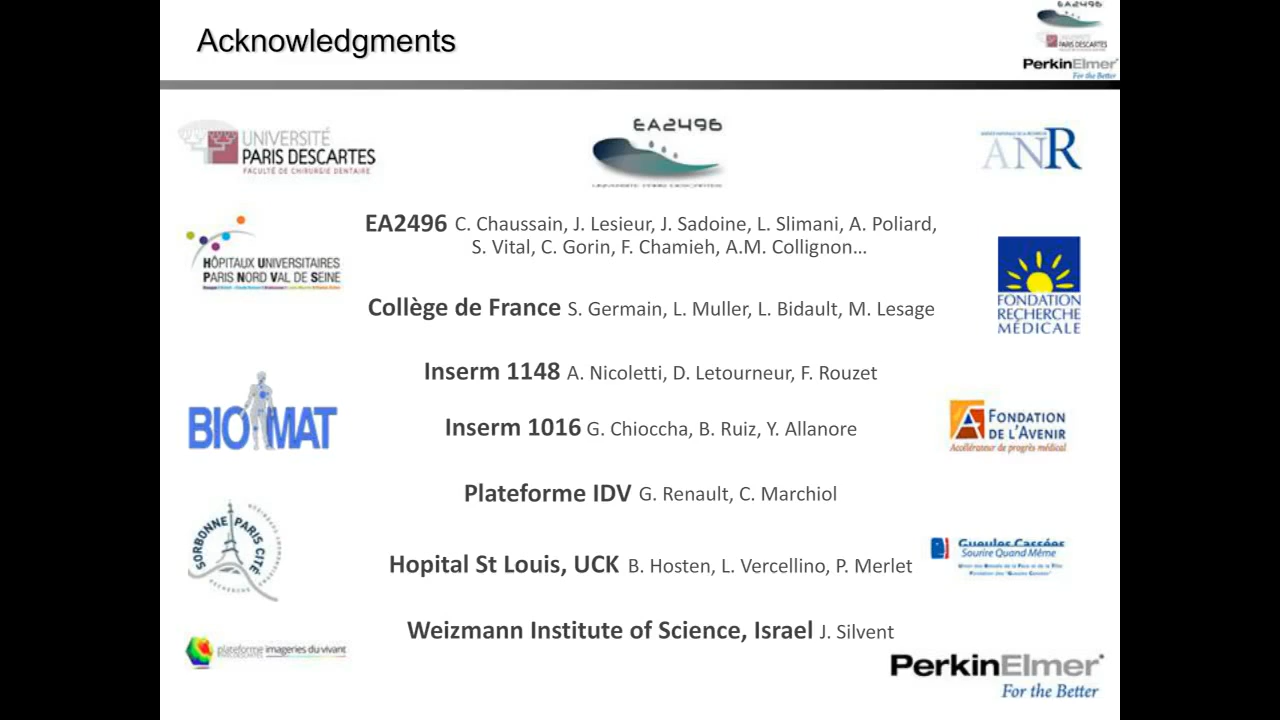 Acknowledgments
EA2496
PARIS DESCARTES
PerkinElmer
For the Better
UNIVERSITÉ
PARIS DESCARTES
FACULTÉ DE CHIRURGIE DENTAIRE
EA2496
UNIVERSITÉ PARIS DESCARTES
ANR
EA2496 C. Chaussain, J. Lesieur, J. Sadoine, L. Slimani, A. Poliard,
S. Vital, C. Gorin, F. Chamieh, A.M. Collignon...
HÔPITAUX UNIVERSITAIRES
PARIS NORD VAL DE SEINE
FONDATION
RECHERCHE
MÉDICALE
Collège de France S. Germain, L. Muller, L. Bidault, M. Lesage
Inserm 1148 A. Nicoletti, D. Letourneur, F. Rouzet
BIOMAT
Inserm 1016 G. Chioccha, B. Ruiz, Y. Allanore
FONDATION
DE L'AVENIR
Accélérateur de progrès médical
Plateforme IDV G. Renault, C. Marchiol
SORBONNE PARIS CITÉ
Hopital St Louis, UCK B. Hosten, L. Vercellino, P. Merlet
Gueules Cassées
Sourire Quand Même
Weizmann Institute of Science, Israel J. Silvent
plateforme imageries du vivant
PerkinElmer
For the Better